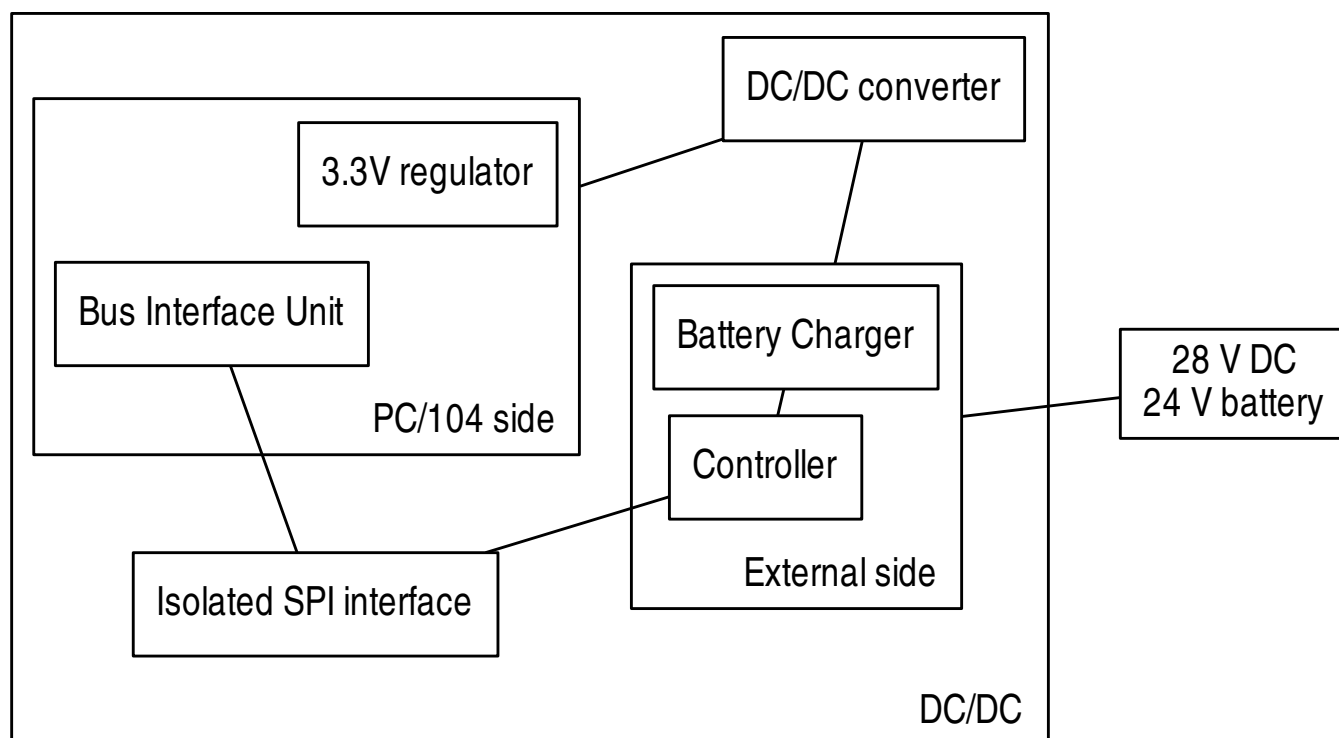 DC/DC converter
3.3V regulator
Bus Interface Unit
PC/104 side
Battery Charger
Controller
External side
28 V DC
24 V battery
Isolated SPI interface
DC/DC